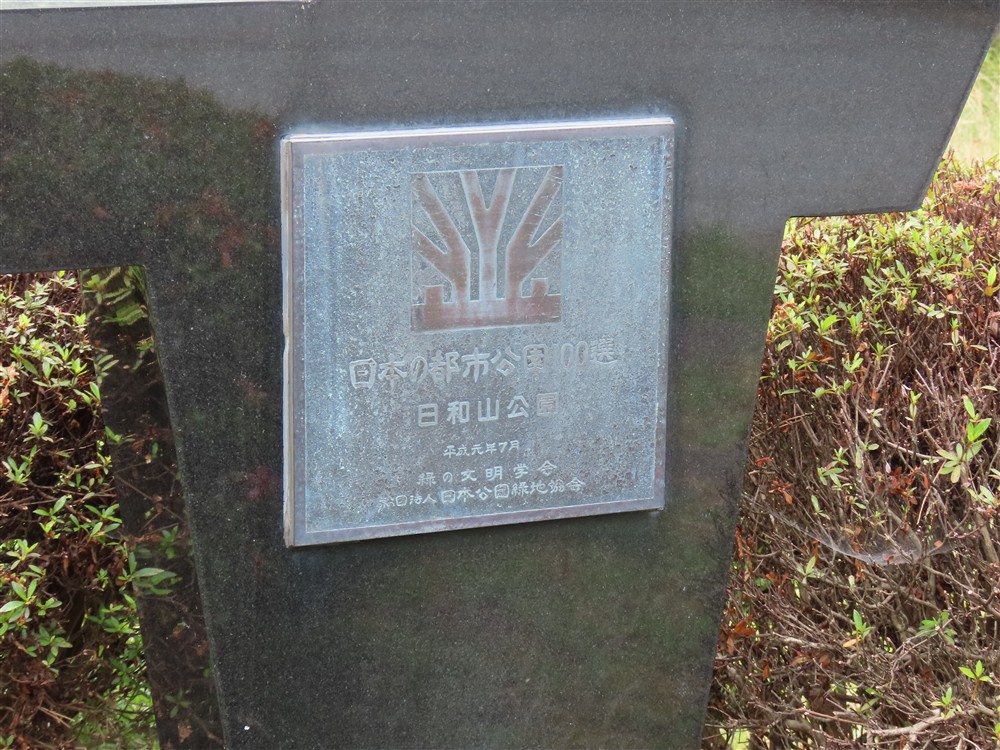 日本の都市公園100選
日和山公園
平成元年7月
緑の文明学会
社団法人日本公園緑地協会